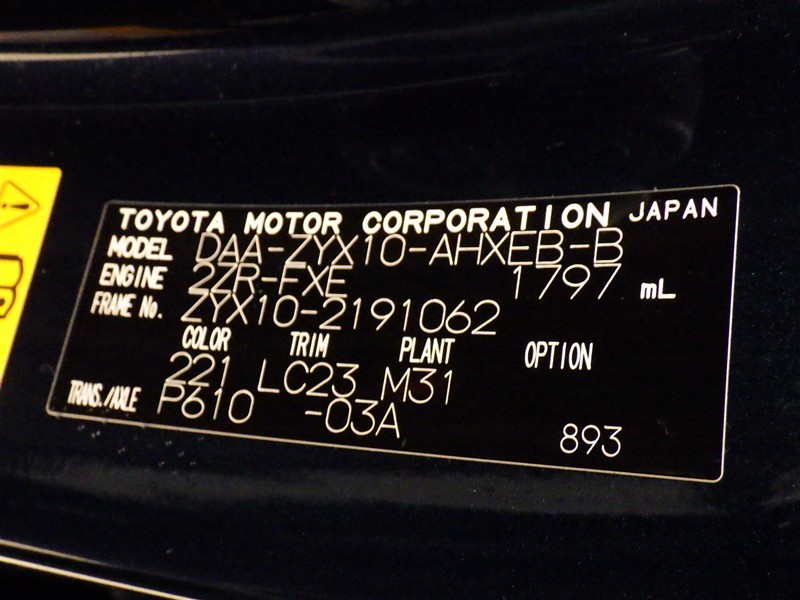 TOYOTA MOTOR CORPORATION JAPAN
MODEL DAA-ZYX10-AHXEB-B
ENGINE 2ZR-FXE 1797 mL
FRAME No. ZYX10-2191062
COLOR TRIM PLANT OPTION
221 LC23 M31
TRANS./AXLE P610 -03A
893